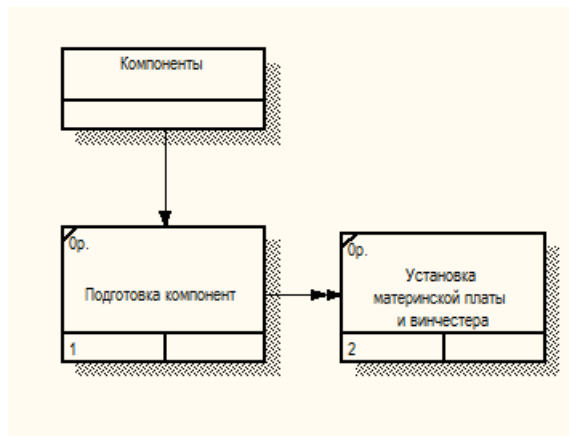 Компоненты
0р.
Подготовка компонент
1
0р.
Установка
материнской платы
и винчестера
2